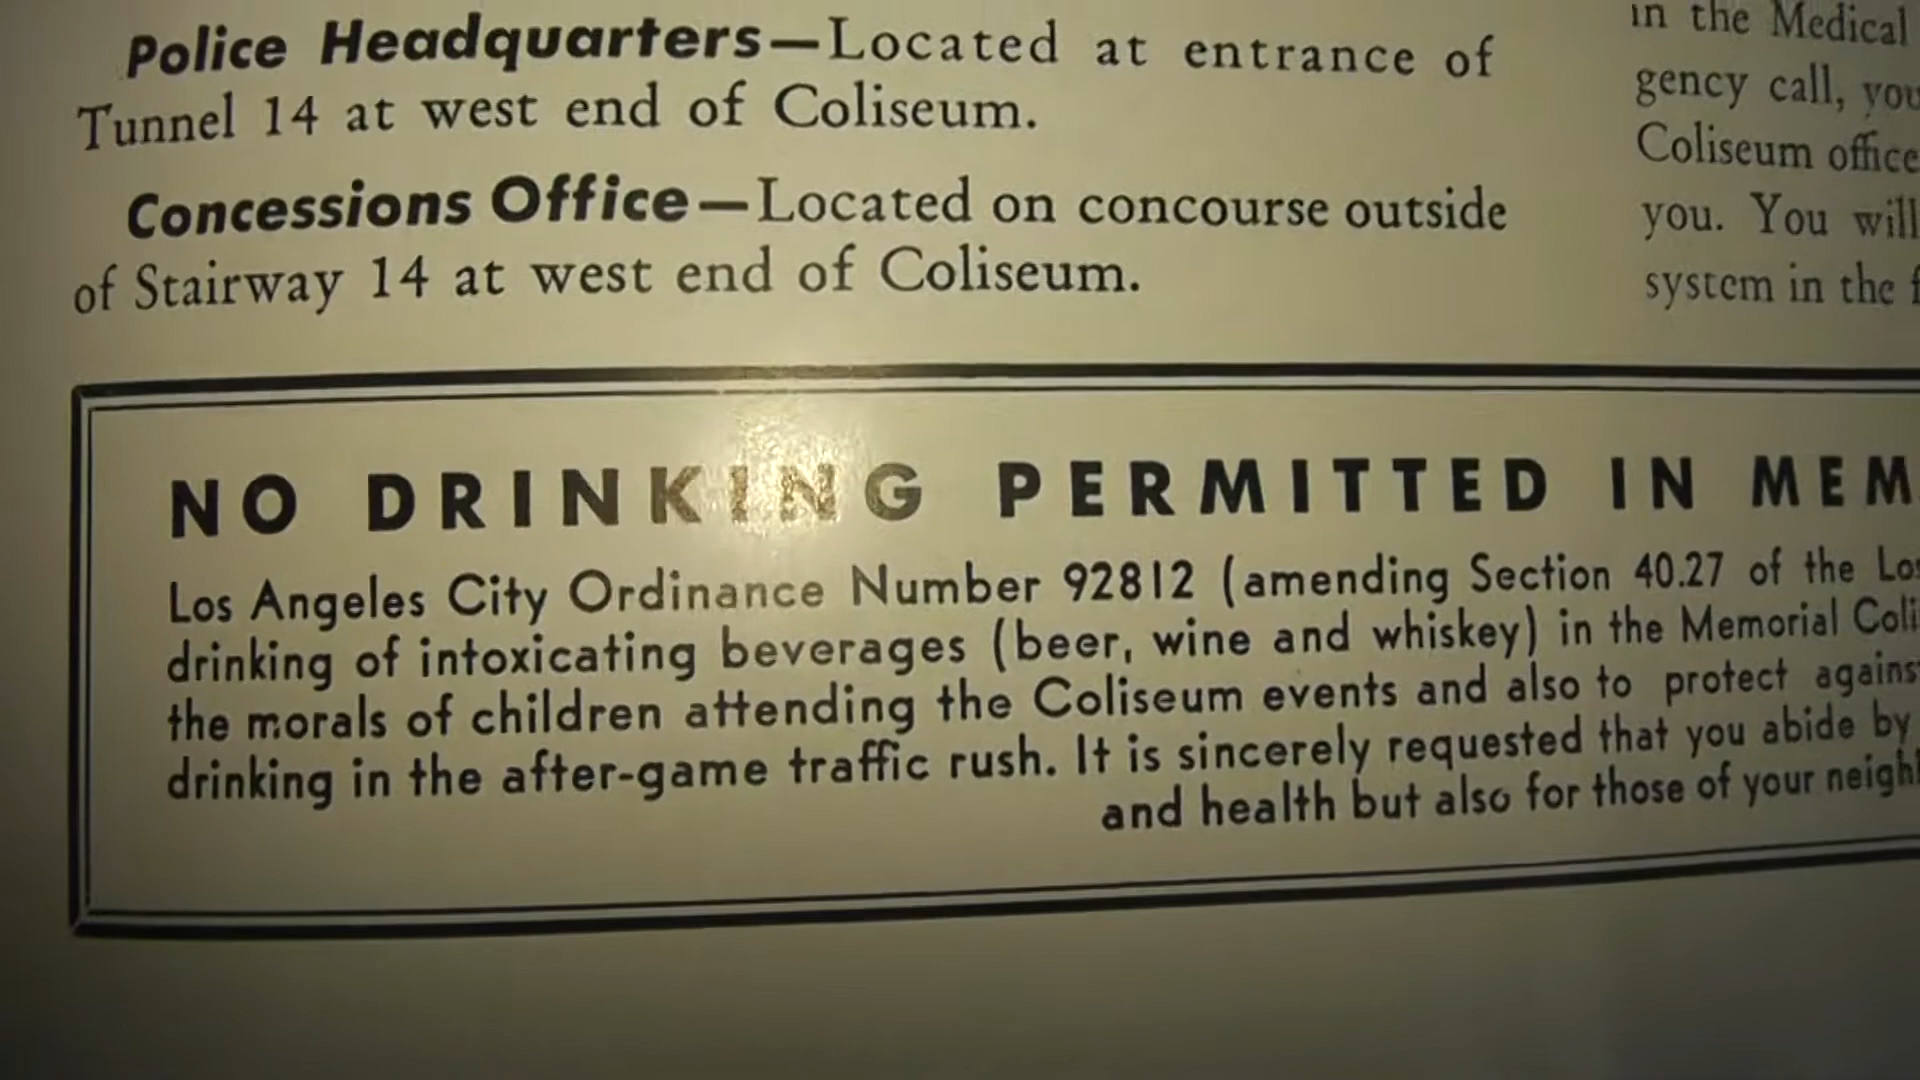 Police Headquarters—Located at entrance of
Tunnel 14 at west end of Coliseum.
Concessions Office—Located on concourse outside
of Stairway 14 at west end of Coliseum.
in the Medical
gency call, you
Coliseum office
you. You will
system in the
NO DRINKING PERMITTED IN MEM
Los Angeles City Ordinance Number 92812 (amending Section 40.27 of the Los
drinking of intoxicating beverages (beer, wine and whiskey) in the Memorial Coli
the morals of children attending the Coliseum events and also to protect against
drinking in the after-game traffic rush. It is sincerely requested that you abide by
and health but also for those of your neigh